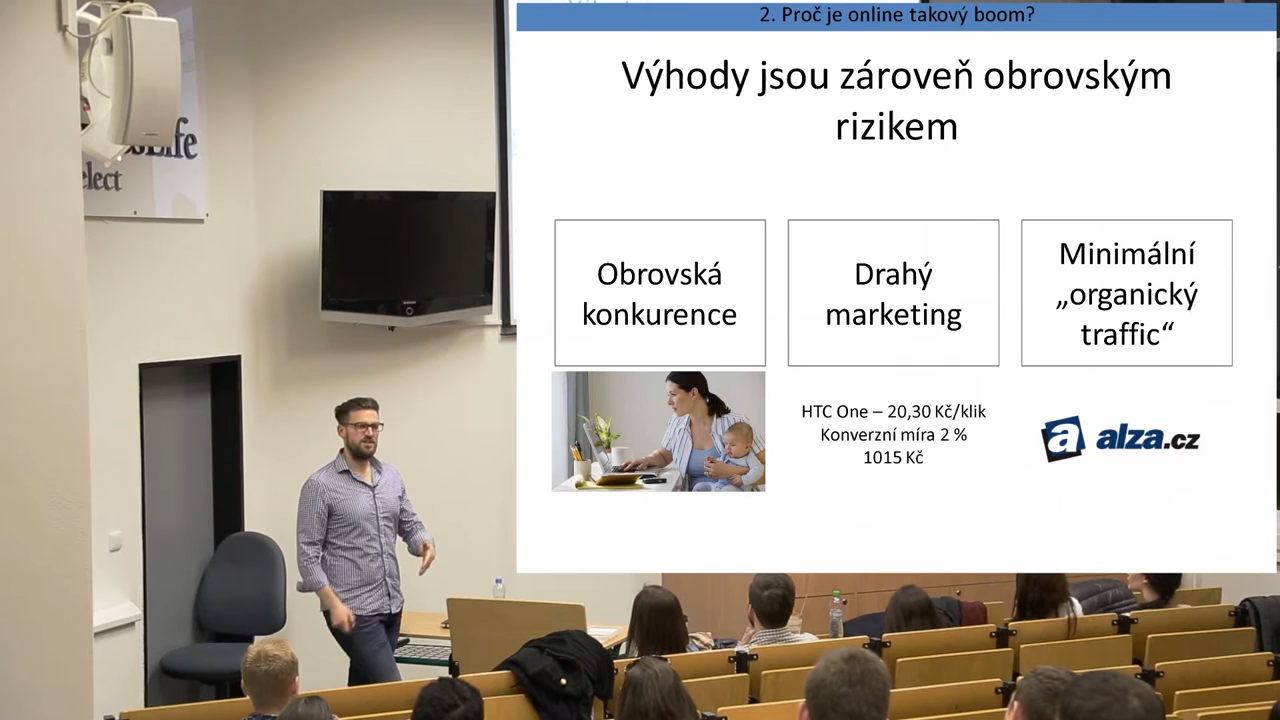 2. Proč je online takový boom?
Výhody jsou zároveň obrovským
rizikem
Obrovská
konkurence
Drahý
marketing
Minimální
„organický
traffic“
HTC One – 20,30 Kč/klik
Konverzní míra 2 %
1015 Kč
a alza.cz